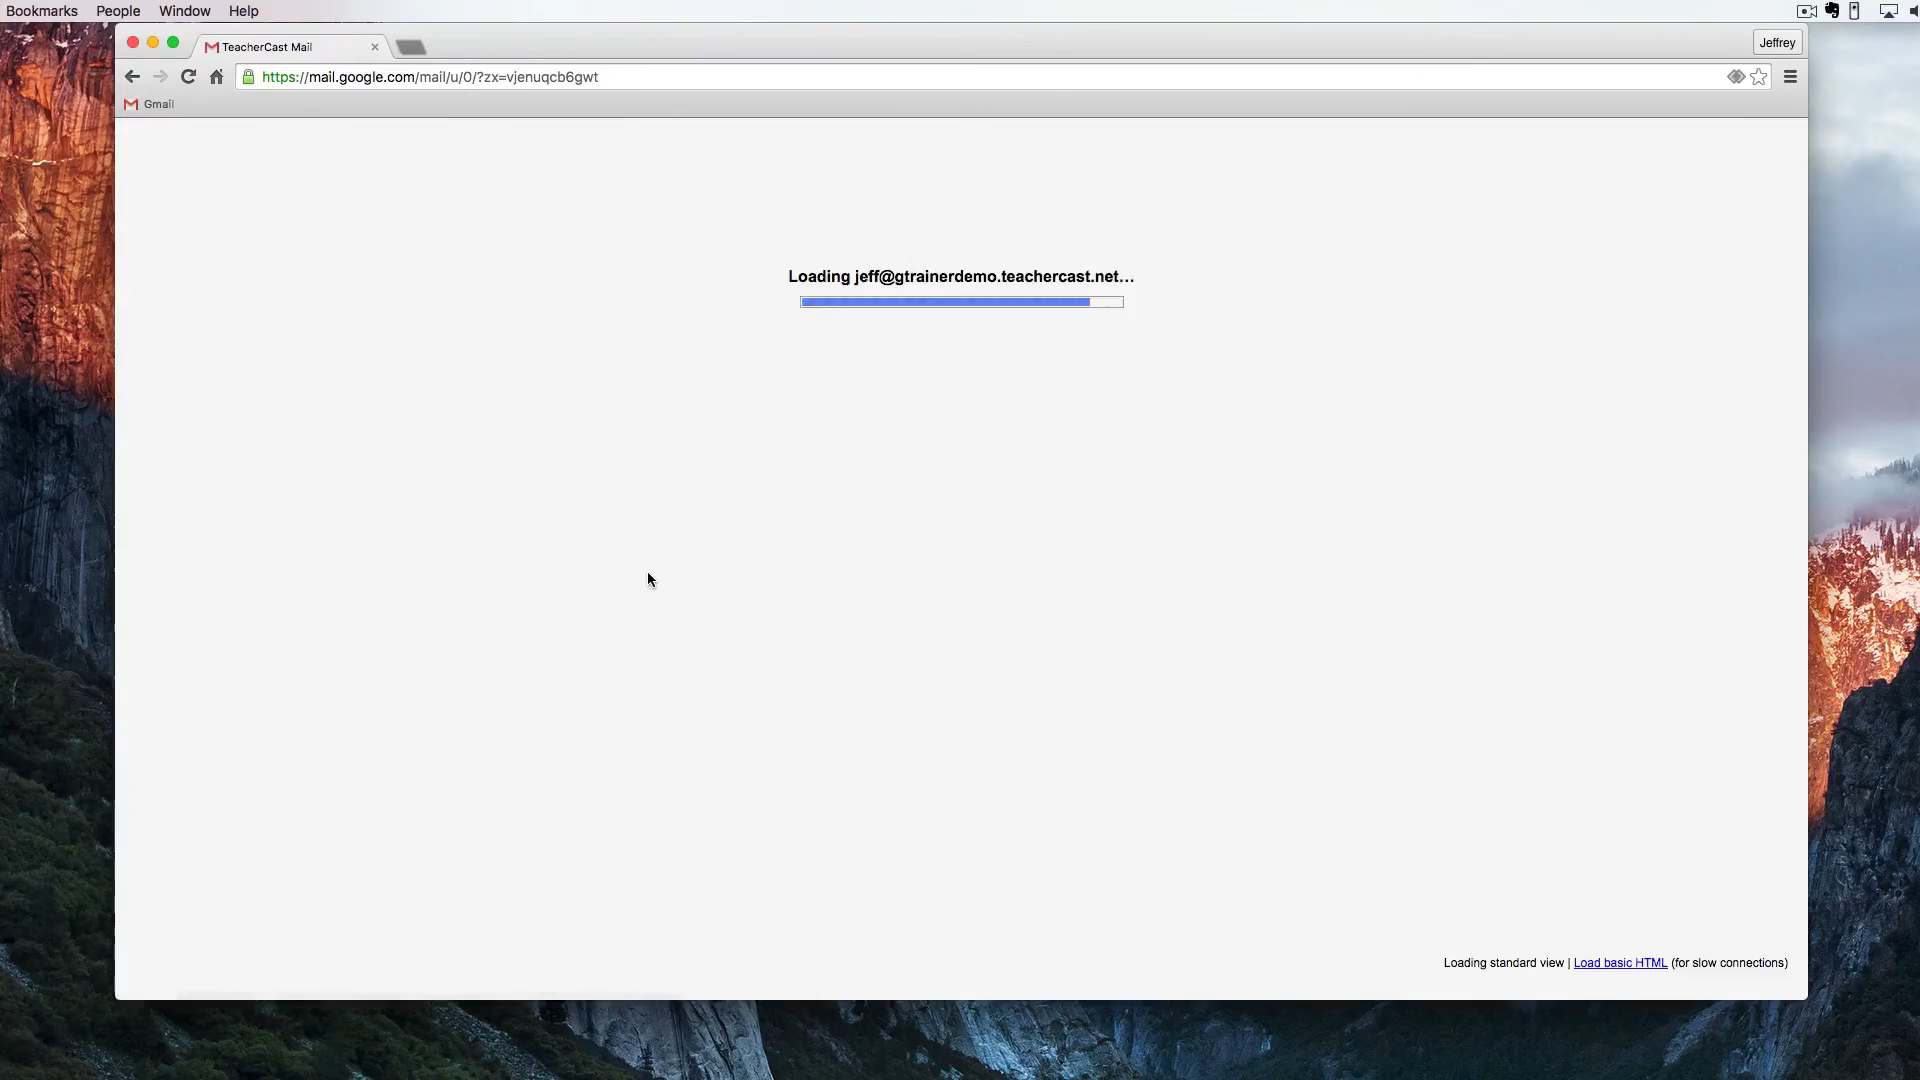 Bookmarks People Window Help
TeacherCast Mail
Jeffrey
https://mail.google.com/mail/u/0/?zx=vjenuqcb6gwt
Gmail
Loading jeff@gtrainerdemo.teachercast.net...
Loading standard view | Load basic HTML (for slow connections)